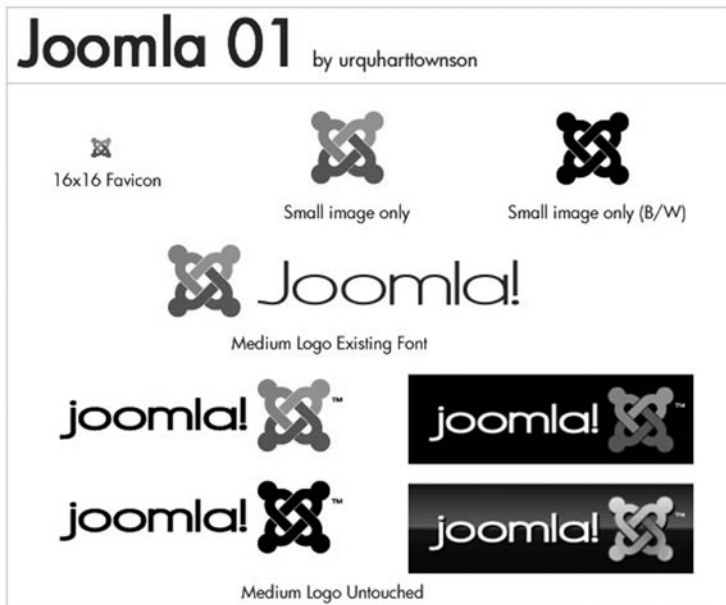 Joomla 01 by urquharttownson
16x16 Favicon
Small image only
Small image only (B/W)
Joomla!
Medium Logo Existing Font
joomla! ™
joomla! ™
joomla! ™
joomla! ™
Medium Logo Untouched